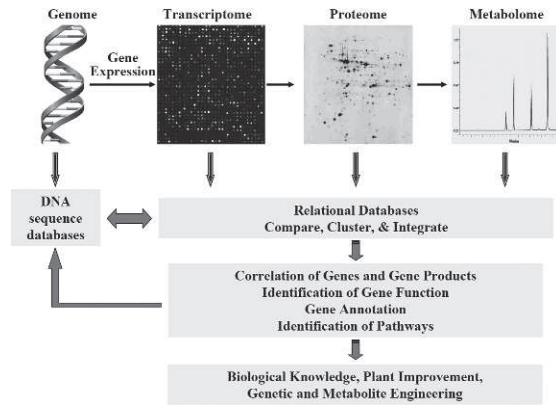 Genome
Transcriptome
Proteome
Metabolome
Gene
Expression
DNA
sequence
databases
Relational Databases
Compare, Cluster, & Integrate
Correlation of Genes and Gene Products
Identification of Gene Function
Gene Annotation
Identification of Pathways
Biological Knowledge, Plant Improvement,
Genetic and Metabolite Engineering